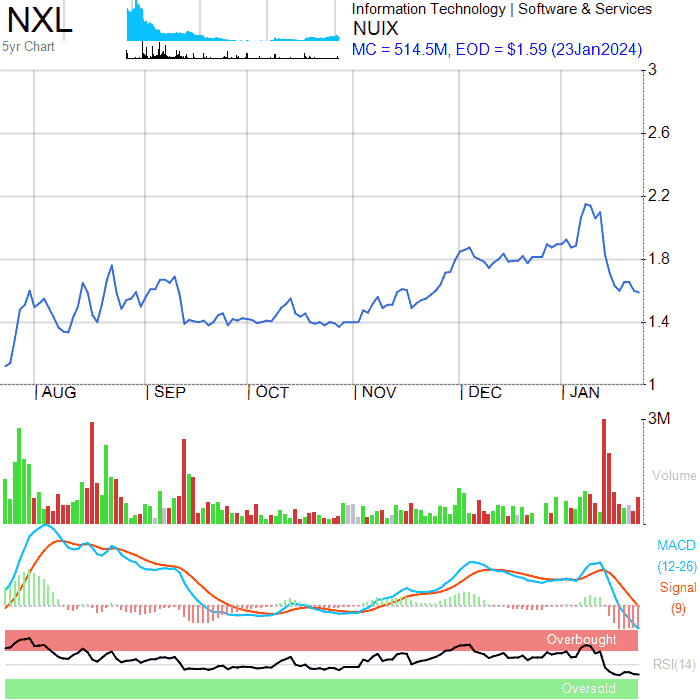 NXL
5yr Chart
Information Technology | Software & Services
NUIX
MC = 514.5M, EOD = $1.59 (23Jan2024)
3
2.6
2.2
1.8
1.4
1
| AUG | SEP | OCT | NOV | DEC | JAN
3M
Volume
MACD
(12-26)
Signal
(9)
Overbought
RSI(14)
Oversold